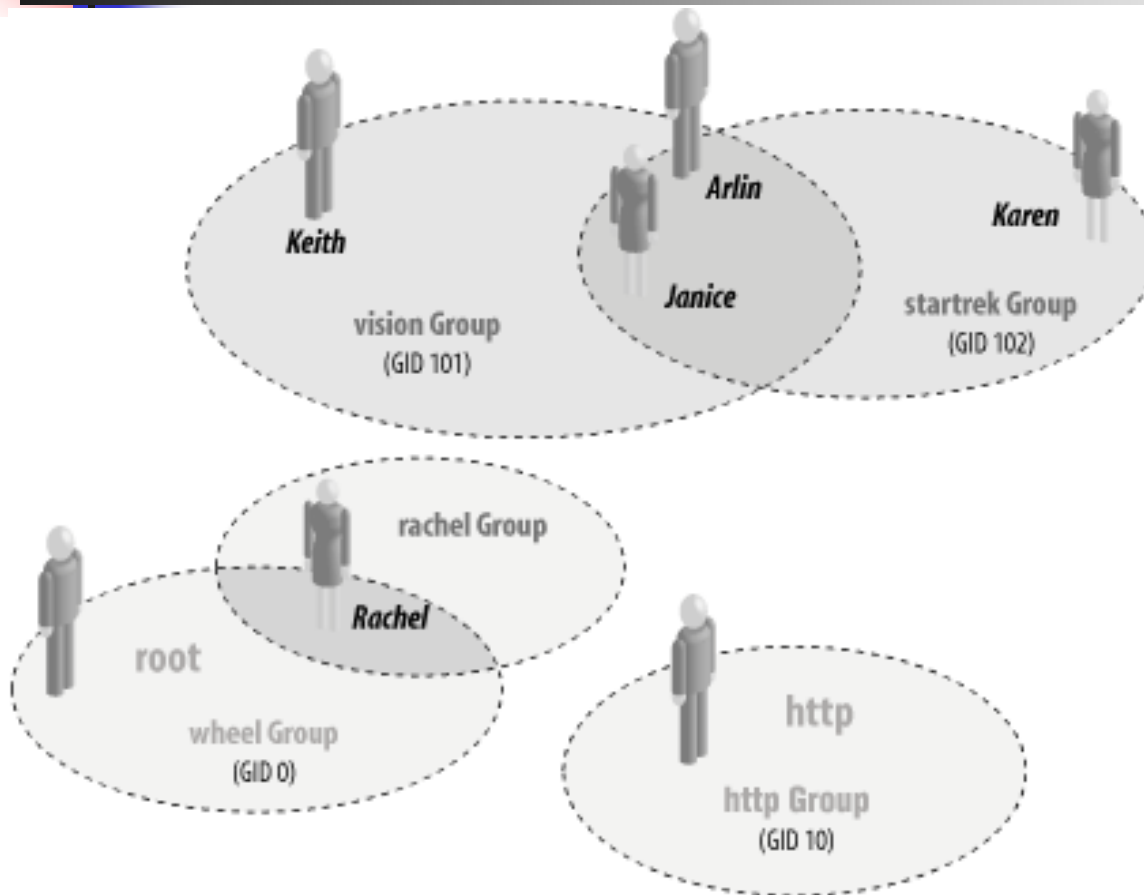 Arlin
Karen
Keith
Janice
startrek Group
(GID 102)
vision Group
(GID 101)
rachel Group
Rachel
root
wheel Group
(GID 0)
http
http Group
(GID 10)